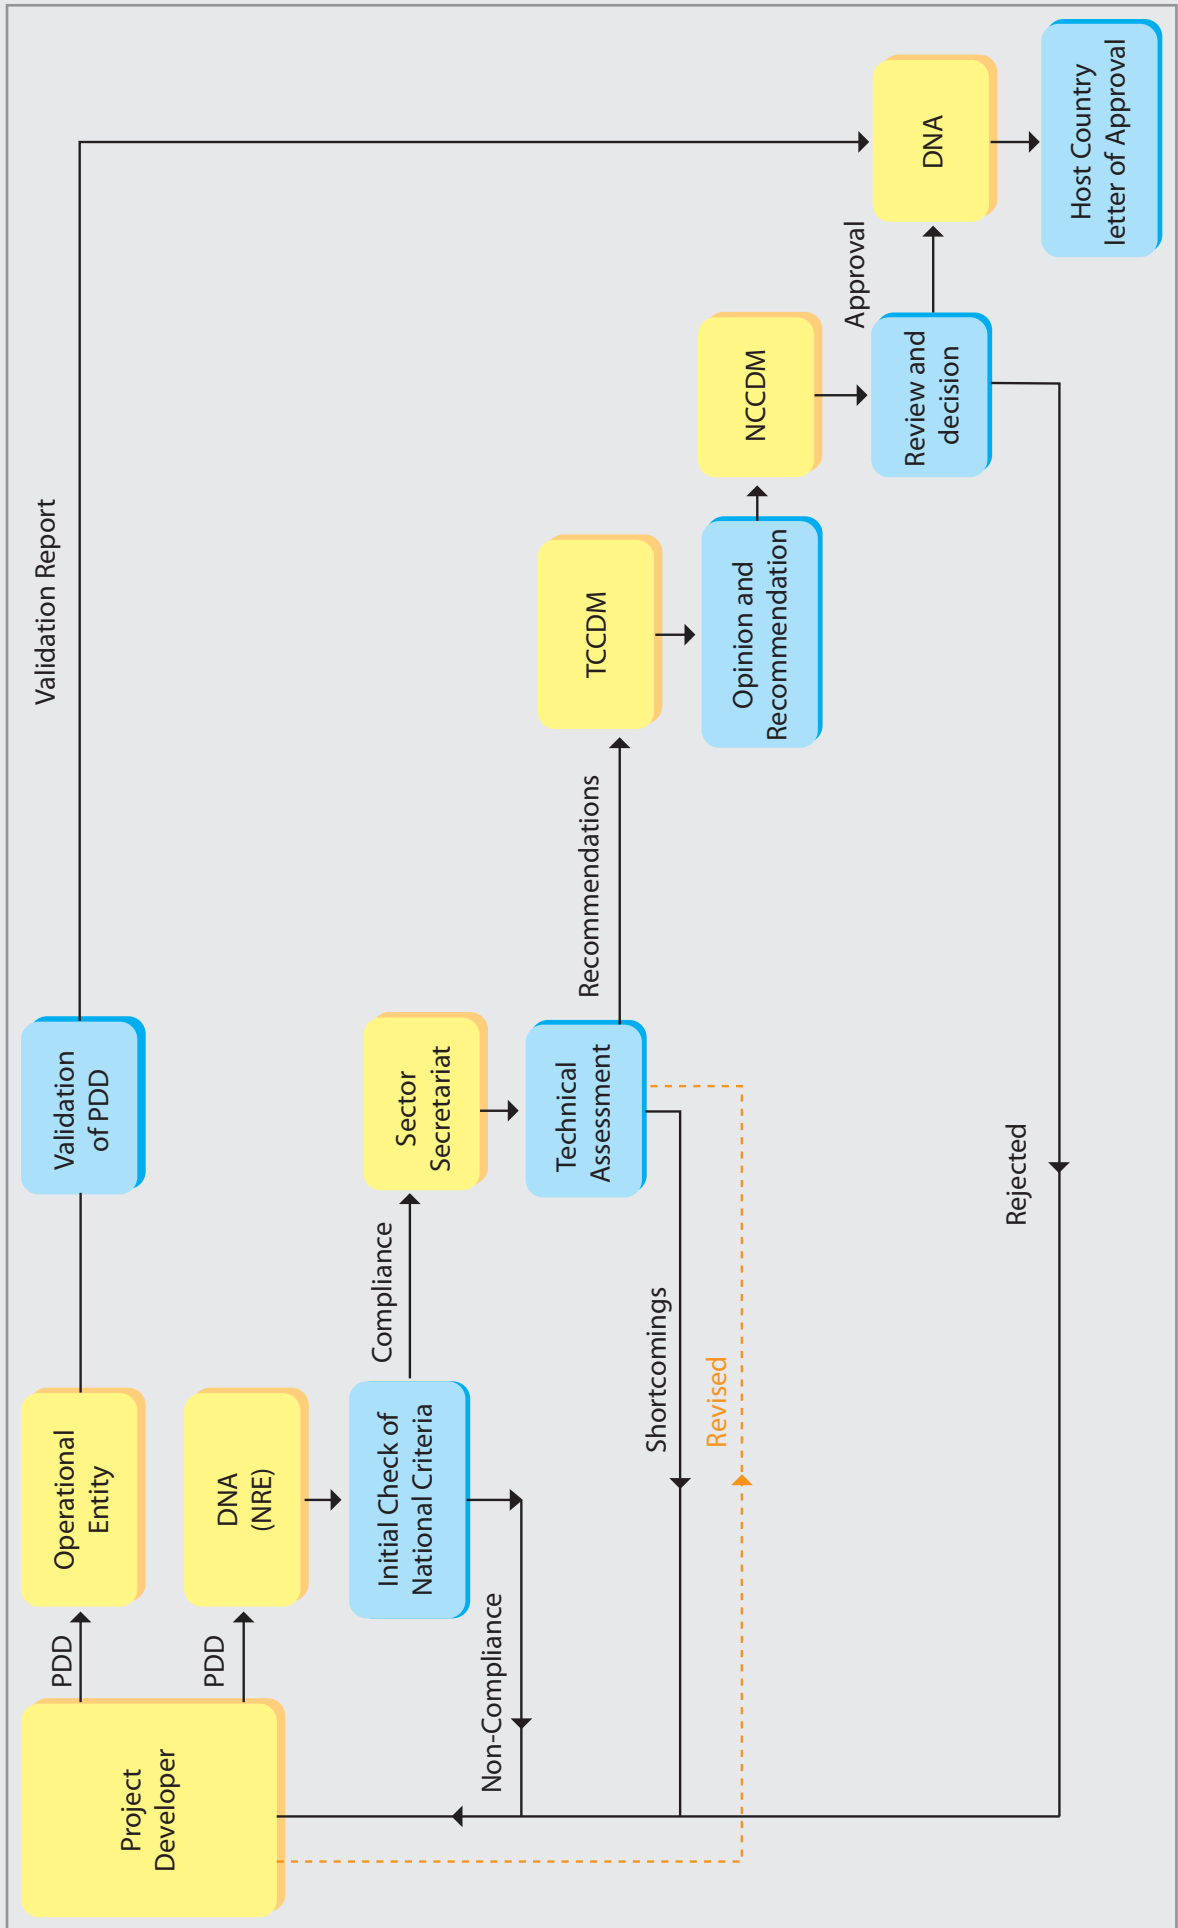 Project
Developer
PDD
PDD
Operational
Entity
DNA
(NRE)
Validation
of PDD
Validation Report
Initial Check of
National Criteria
Compliance
Non-Compliance
Sector
Secretariat
Technical
Assessment
Shortcomings
Revised
Recommendations
TCCDM
Opinion and
Recommendation
NCCDM
Review and
decision
Approval
Rejected
DNA
Host Country
letter of Approval